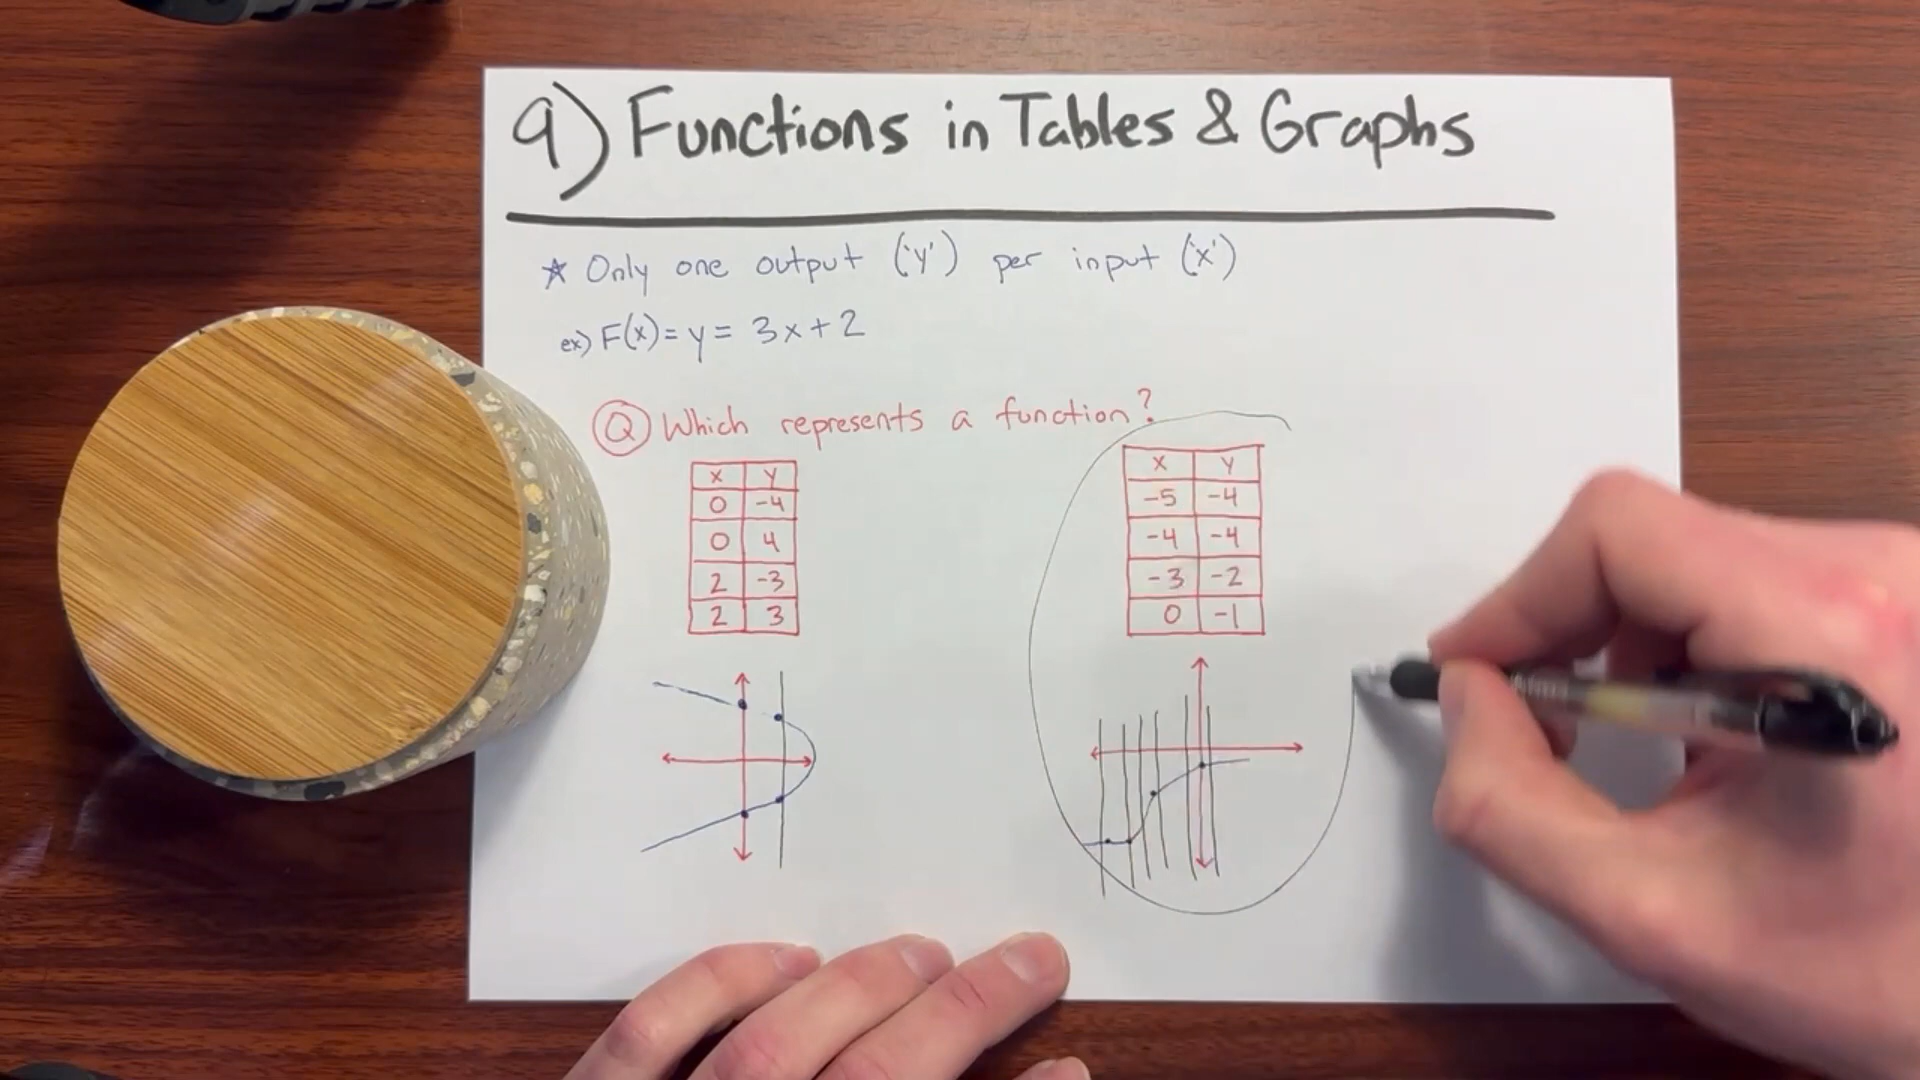 9) Functions in Tables & Graphs
☆ Only one output ('y') per input ('x')
ex) F(x) = y = 3x + 2
Q Which represents a function?
x y
0 -4
0 4
2 -3
2 3
x y
-5 -4
-4 -4
-3 -2
0 -1